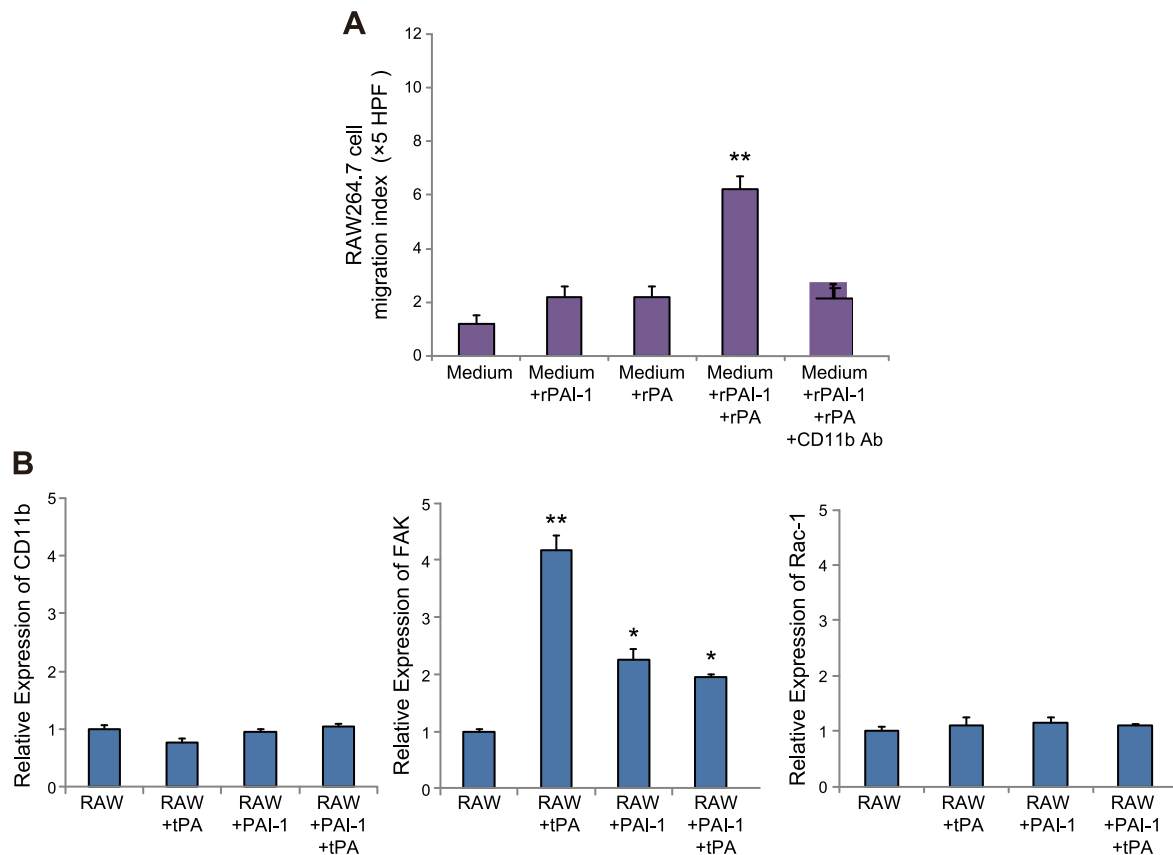 A
RAW264.7 cell
migration index (×5 HPF)
12
10
8
6
4
2
0
**
Medium
Medium
+rPAI-1
Medium
+rPA
Medium
+rPAI-1
+rPA
Medium
+rPAI-1
+rPA
+CD11b Ab
B
Relative Expression of CD11b
5
4
3
2
1
0
RAW
RAW
+tPA
RAW
+PAI-1
RAW
+PAI-1
+tPA
Relative Expression of FAK
5
4
3
2
1
0
**
*
*
RAW
RAW
+tPA
RAW
+PAI-1
RAW
+PAI-1
+tPA
Relative Expression of Rac-1
5
4
3
2
1
0
RAW
RAW
+tPA
RAW
+PAI-1
RAW
+PAI-1
+tPA